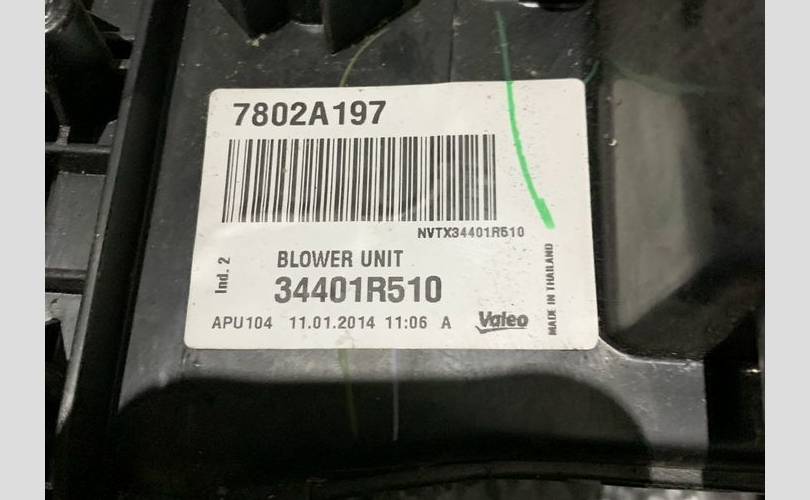 7802A197
NVTX34401R510
Ind. 2
BLOWER UNIT
34401R510
APU104 11.01.2014 11:06 A
Valeo
MADE IN THAILAND